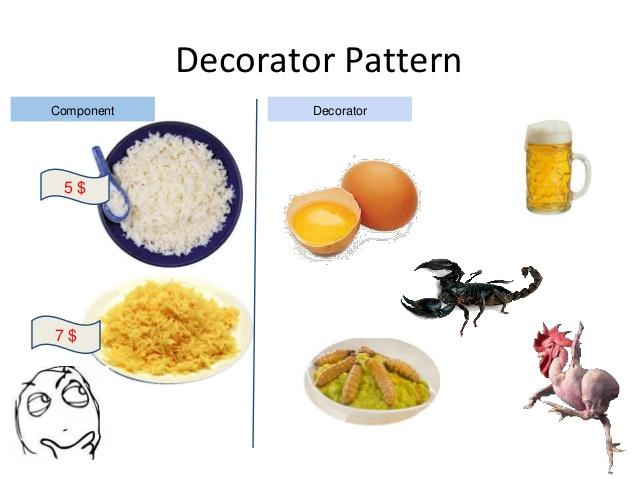 Decorator Pattern
Component
Decorator
5 $
7 $